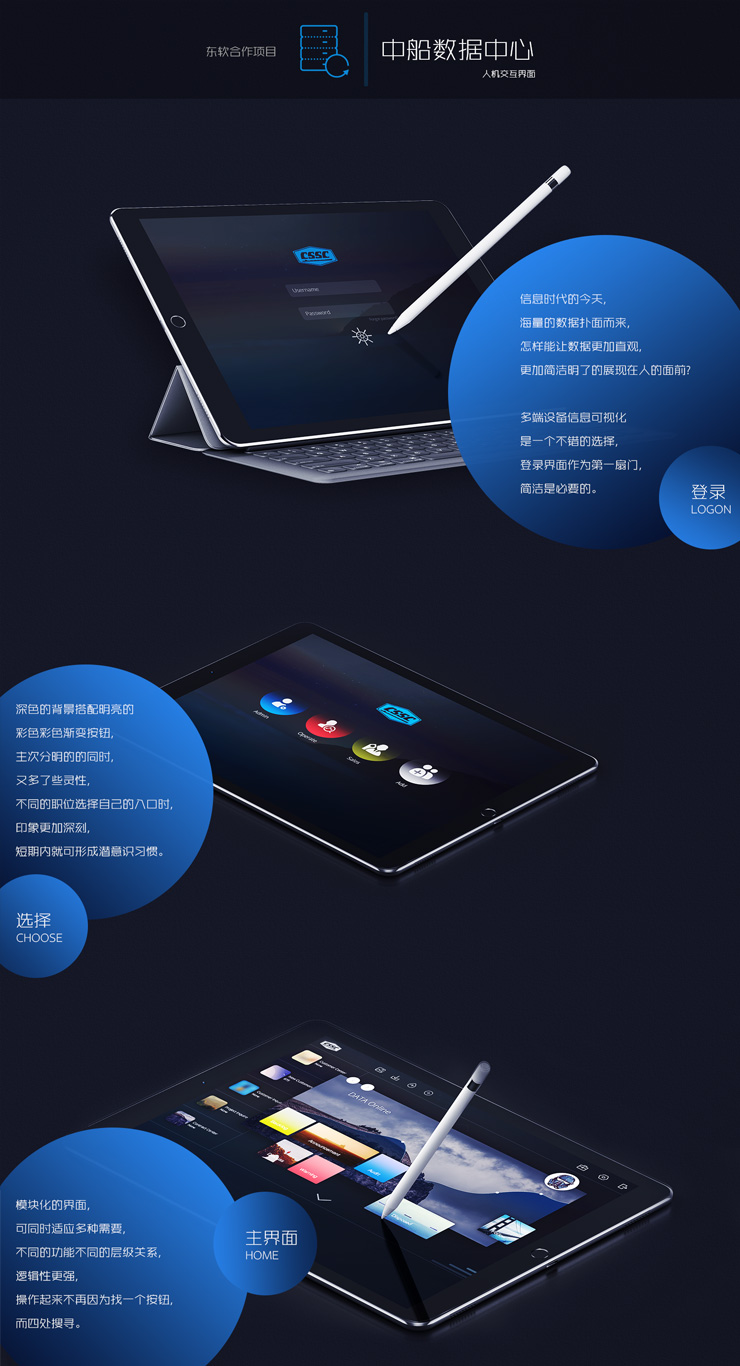 东软合作项目
中船数据中心
人机交互界面
CSSC
Username
Password
信息时代的今天,
海量的数据扑面而来,
怎样能让数据更加直观,
更加简洁明了的展现在人的面前?
多端设备信息可视化
是一个不错的选择,
登录界面作为第一扇门,
简洁是必要的。
登录
LOGON
CSSC
Admin
Operate
Sales
Add
深色的背景搭配明亮的
彩色彩色渐变按钮,
主次分明的的同时,
又多了些灵性,
不同的职位选择自己的入口时,
印象更加深刻,
短期内就可形成潜意识习惯。
选择
CHOOSE
CSSC
DATA Online
Announcement
Warning
Audit
模块化的界面,
可同时适应多种需要,
不同的功能不同的层级关系,
逻辑性更强,
操作起来不再因为找一个按钮,
而四处搜寻。
主界面
HOME